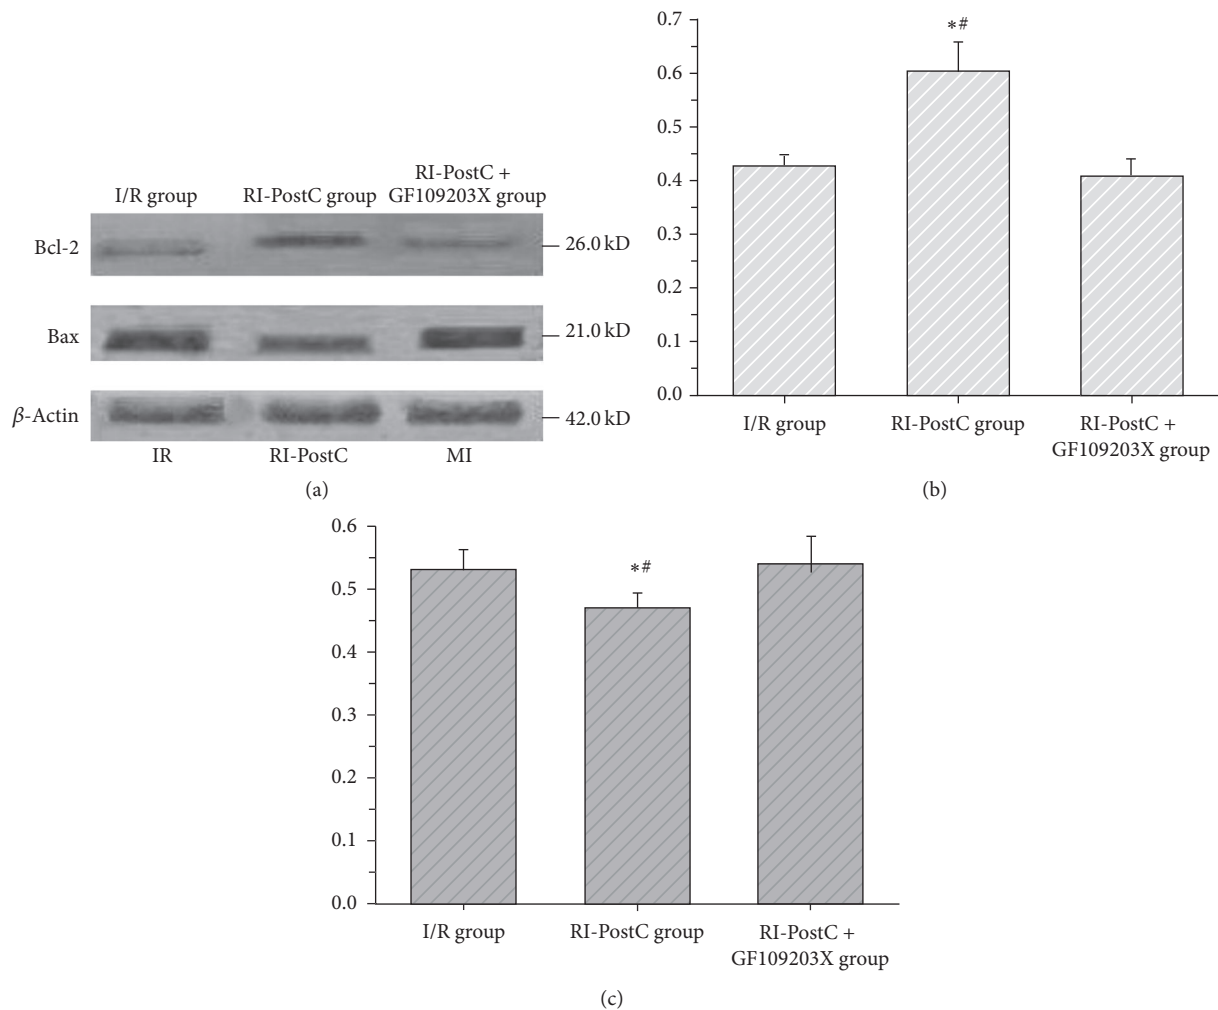 RI-PostC +
I/R group RI-PostC group GF109203X group
Bcl-2 26.0 kD
Bax 21.0 kD
β-Actin 42.0 kD
IR RI-PostC MI
(a)
0.7
0.6
0.5
0.4
0.3
0.2
0.1
0.0
*#
I/R group RI-PostC group RI-PostC +
GF109203X group
(b)
0.6
0.5
0.4
0.3
0.2
0.1
0.0
*#
I/R group RI-PostC group RI-PostC +
GF109203X group
(c)